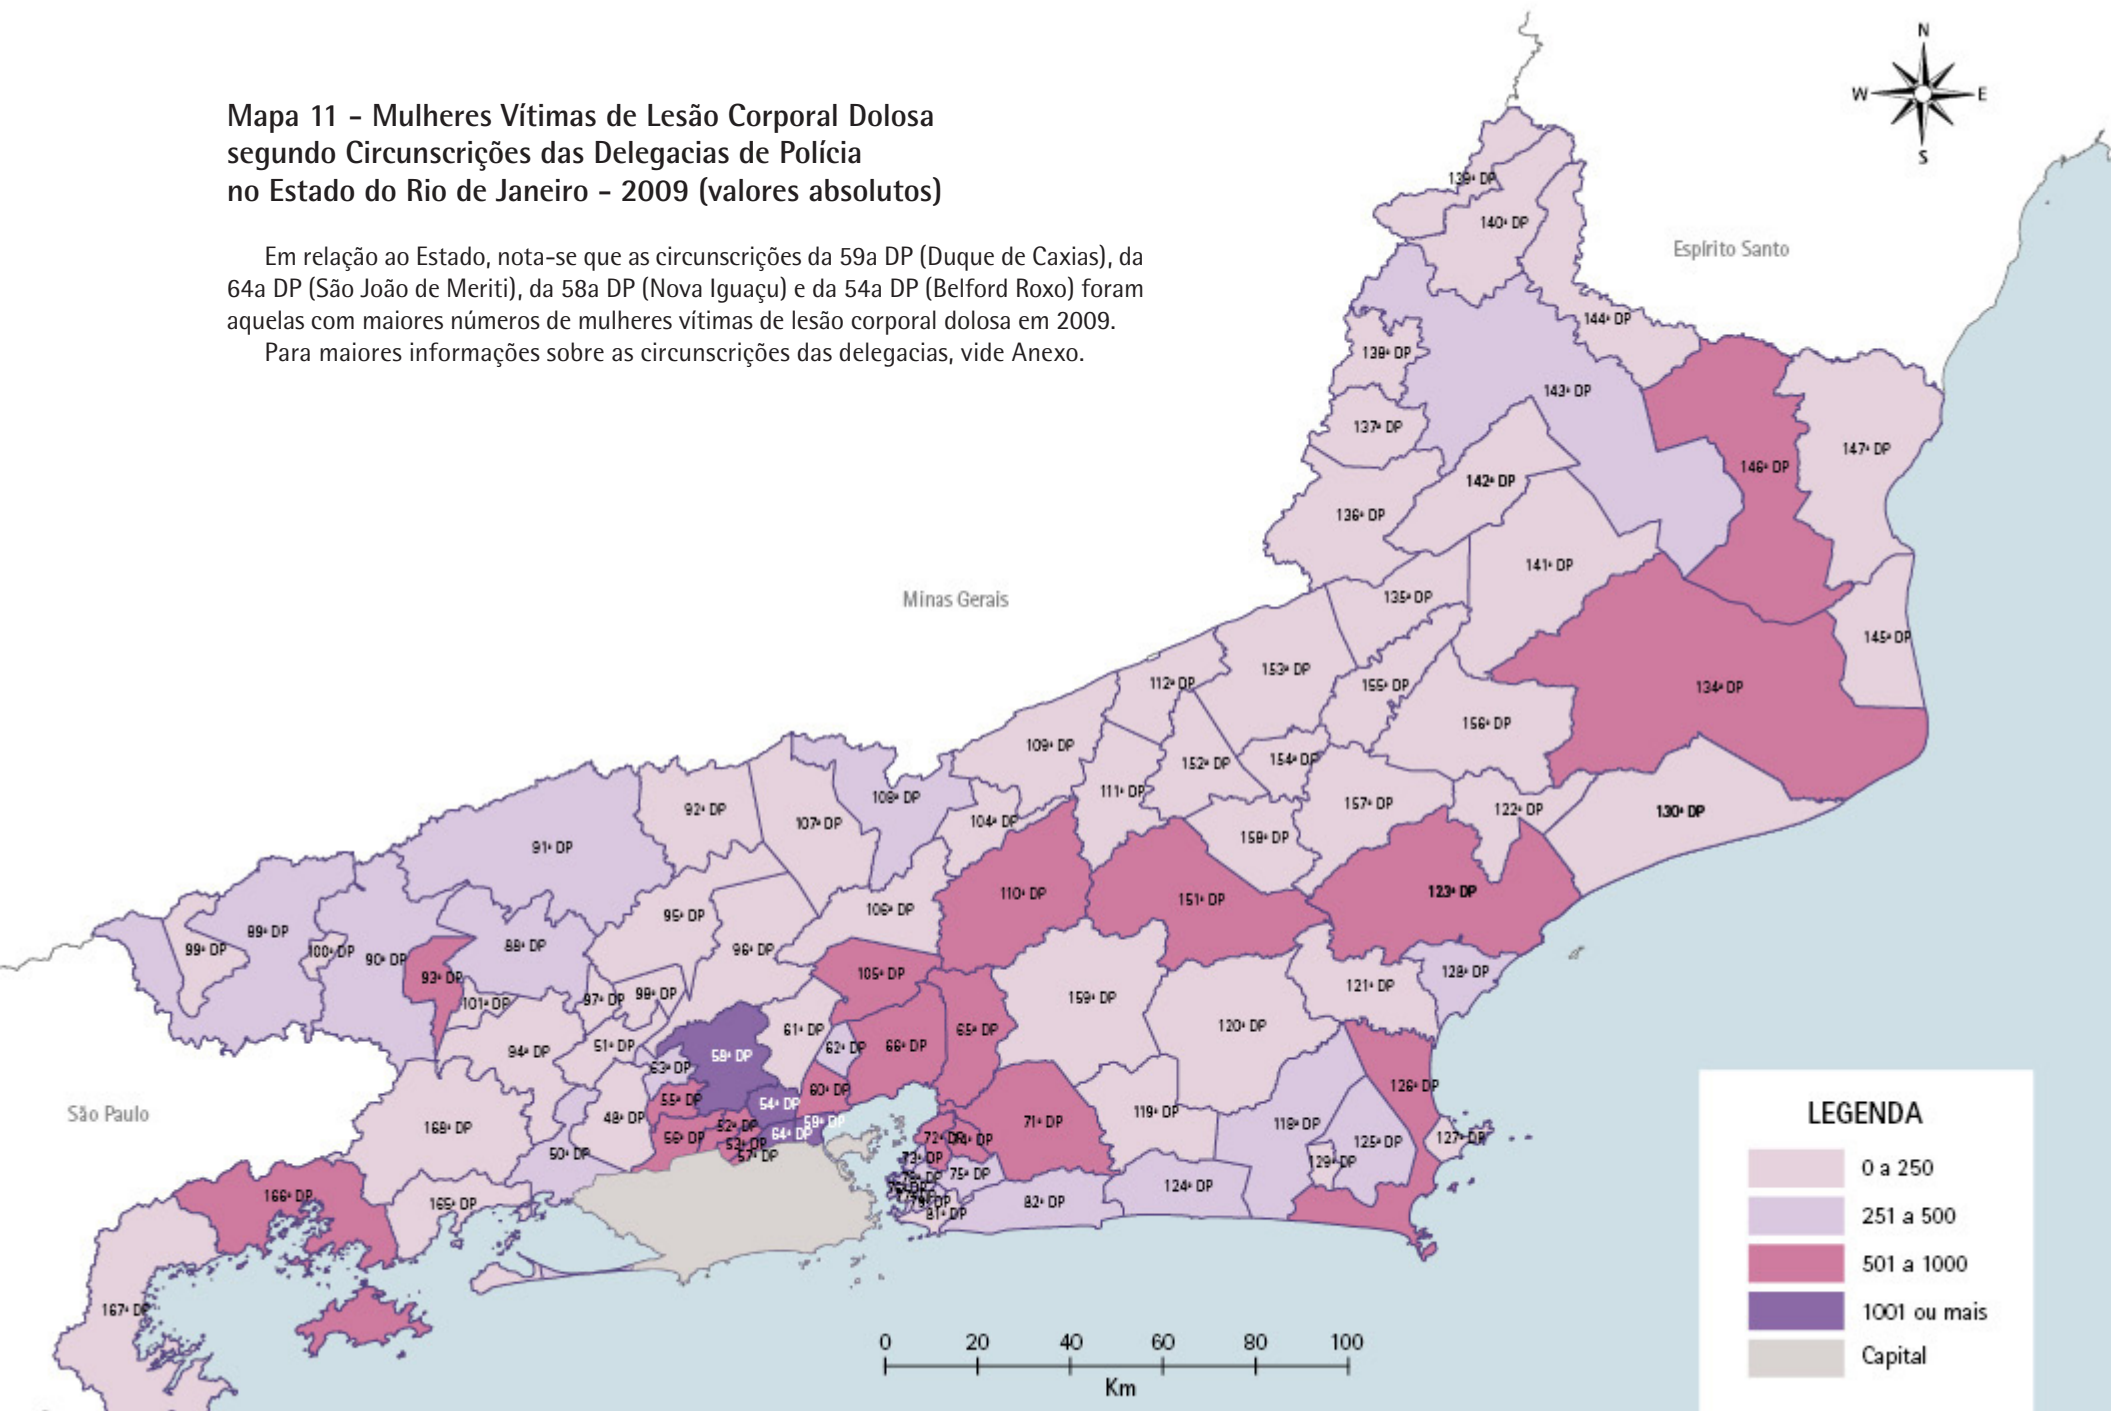 Mapa 11 - Mulheres Vítimas de Lesão Corporal Dolosa
segundo Circunscrições das Delegacias de Polícia
no Estado do Rio de Janeiro - 2009 (valores absolutos)
Em relação ao Estado, nota-se que as circunscrições da 59a DP (Duque de Caxias), da
64a DP (São João de Meriti), da 58a DP (Nova Iguaçu) e da 54a DP (Belford Roxo) foram
aquelas com maiores números de mulheres vítimas de lesão corporal dolosa em 2009.
Para maiores informações sobre as circunscrições das delegacias, vide Anexo.
N
W
E
S
Espírito Santo
Minas Gerais
São Paulo
139ª DP
140ª DP
144ª DP
138ª DP
143ª DP
137ª DP
147ª DP
146ª DP
142ª DP
136ª DP
141ª DP
135ª DP
145ª DP
153ª DP
112ª DP
155ª DP
134ª DP
156ª DP
109ª DP
152ª DP
154ª DP
111ª DP
108ª DP
157ª DP
122ª DP
130ª DP
92ª DP
107ª DP
104ª DP
158ª DP
91ª DP
110ª DP
151ª DP
123ª DP
106ª DP
95ª DP
89ª DP
99ª DP
100ª DP
90ª DP
88ª DP
96ª DP
93ª DP
105ª DP
128ª DP
121ª DP
101ª DP
97ª DP
98ª DP
159ª DP
120ª DP
61ª DP
65ª DP
66ª DP
62ª DP
51ª DP
94ª DP
58ª DP
63ª DP
60ª DP
126ª DP
55ª DP
54ª DP
48ª DP
119ª DP
118ª DP
71ª DP
59ª DP
52ª DP
64ª DP
168ª DP
56ª DP
53ª DP
57ª DP
72ª DP
74ª DP
127ª DP
125ª DP
50ª DP
73ª DP
129ª DP
75ª DP
124ª DP
82ª DP
166ª DP
165ª DP
81ª DP
167ª DP
LEGENDA
0 a 250
251 a 500
501 a 1000
1001 ou mais
Capital
0 20 40 60 80 100
Km